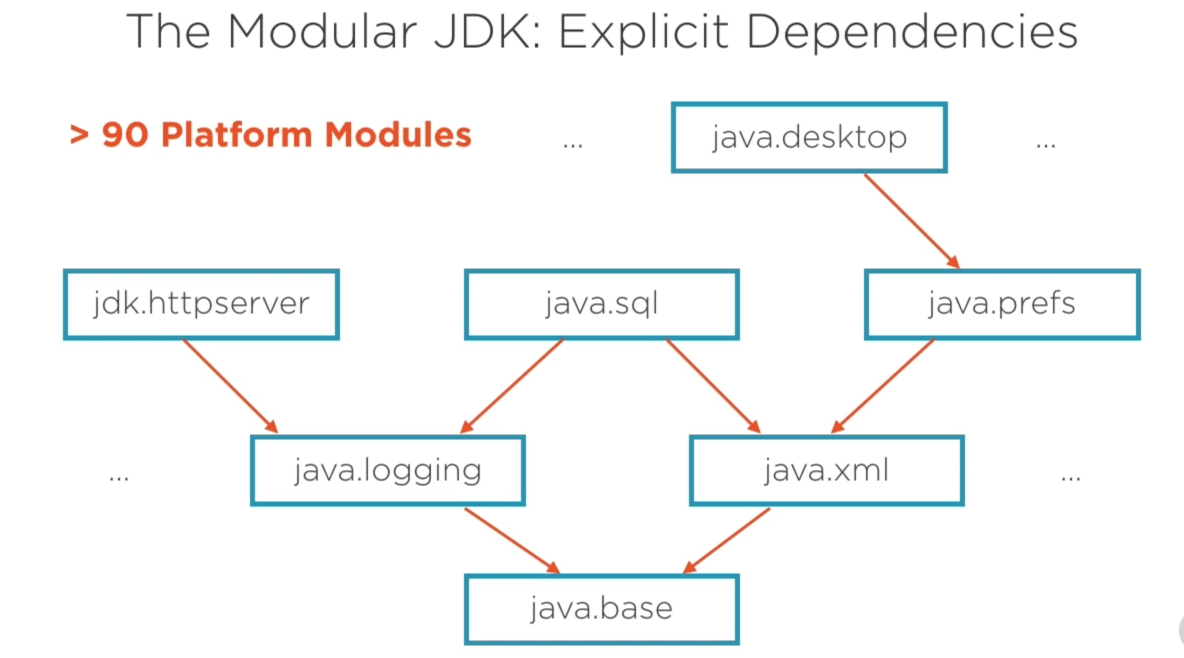 The Modular JDK: Explicit Dependencies
> 90 Platform Modules
...
java.desktop
...
jdk.httpserver
java.sql
java.prefs
...
java.logging
java.xml
...
java.base